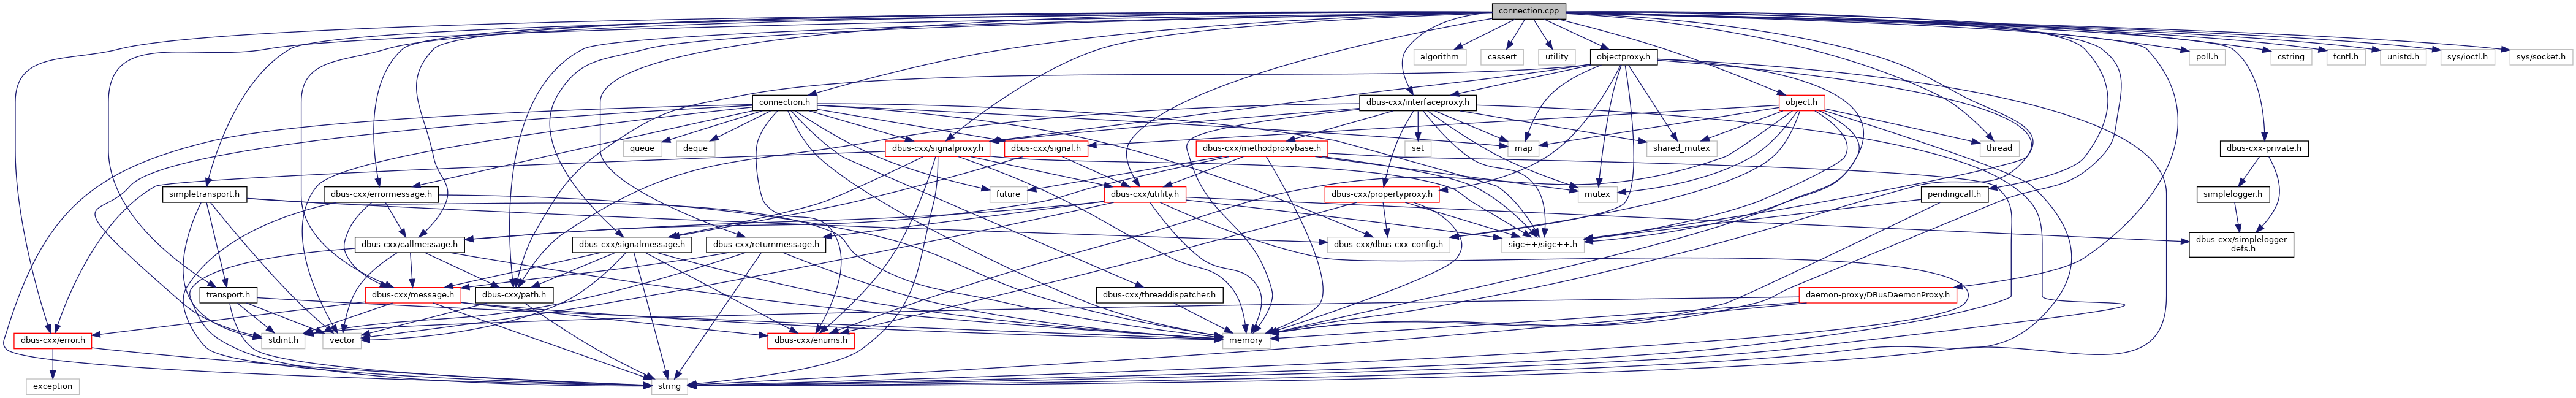 connection.cpp
algorithm
cassert
utility
objectproxy.h
poll.h
cstring
fcntl.h
unistd.h
sys/ioctl.h
sys/socket.h
connection.h
dbus-cxx/interfaceproxy.h
object.h
queue
deque
dbus-cxx/signalproxy.h
dbus-cxx/signal.h
dbus-cxx/methodproxybase.h
set
map
shared_mutex
thread
dbus-cxx-private.h
simpletransport.h
dbus-cxx/errormessage.h
future
dbus-cxx/utility.h
dbus-cxx/propertyproxy.h
mutex
pendingcall.h
simplelogger.h
dbus-cxx/callmessage.h
dbus-cxx/signalmessage.h
dbus-cxx/returnmessage.h
dbus-cxx/dbus-cxx-config.h
sigc++/sigc++.h
dbus-cxx/simplelogger
_defs.h
transport.h
dbus-cxx/message.h
dbus-cxx/path.h
dbus-cxx/threaddispatcher.h
daemon-proxy/DBusDaemonProxy.h
dbus-cxx/error.h
stdint.h
vector
dbus-cxx/enums.h
memory
exception
string